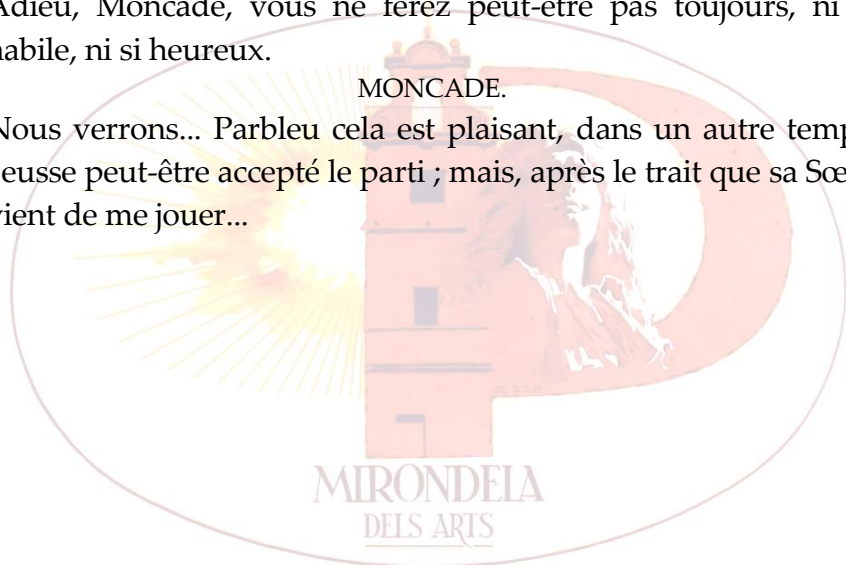 Adieu, Moncade, vous ne ferez peut-être pas toujours, ni
habile, ni si heureux.
MONCADE.
Nous verrons... Parbleu cela est plaisant, dans un autre temp
eusse peut-être accepté le parti ; mais, après le trait que sa Sœ
vient de me jouer...
MIRONDELA
DELS ARTS